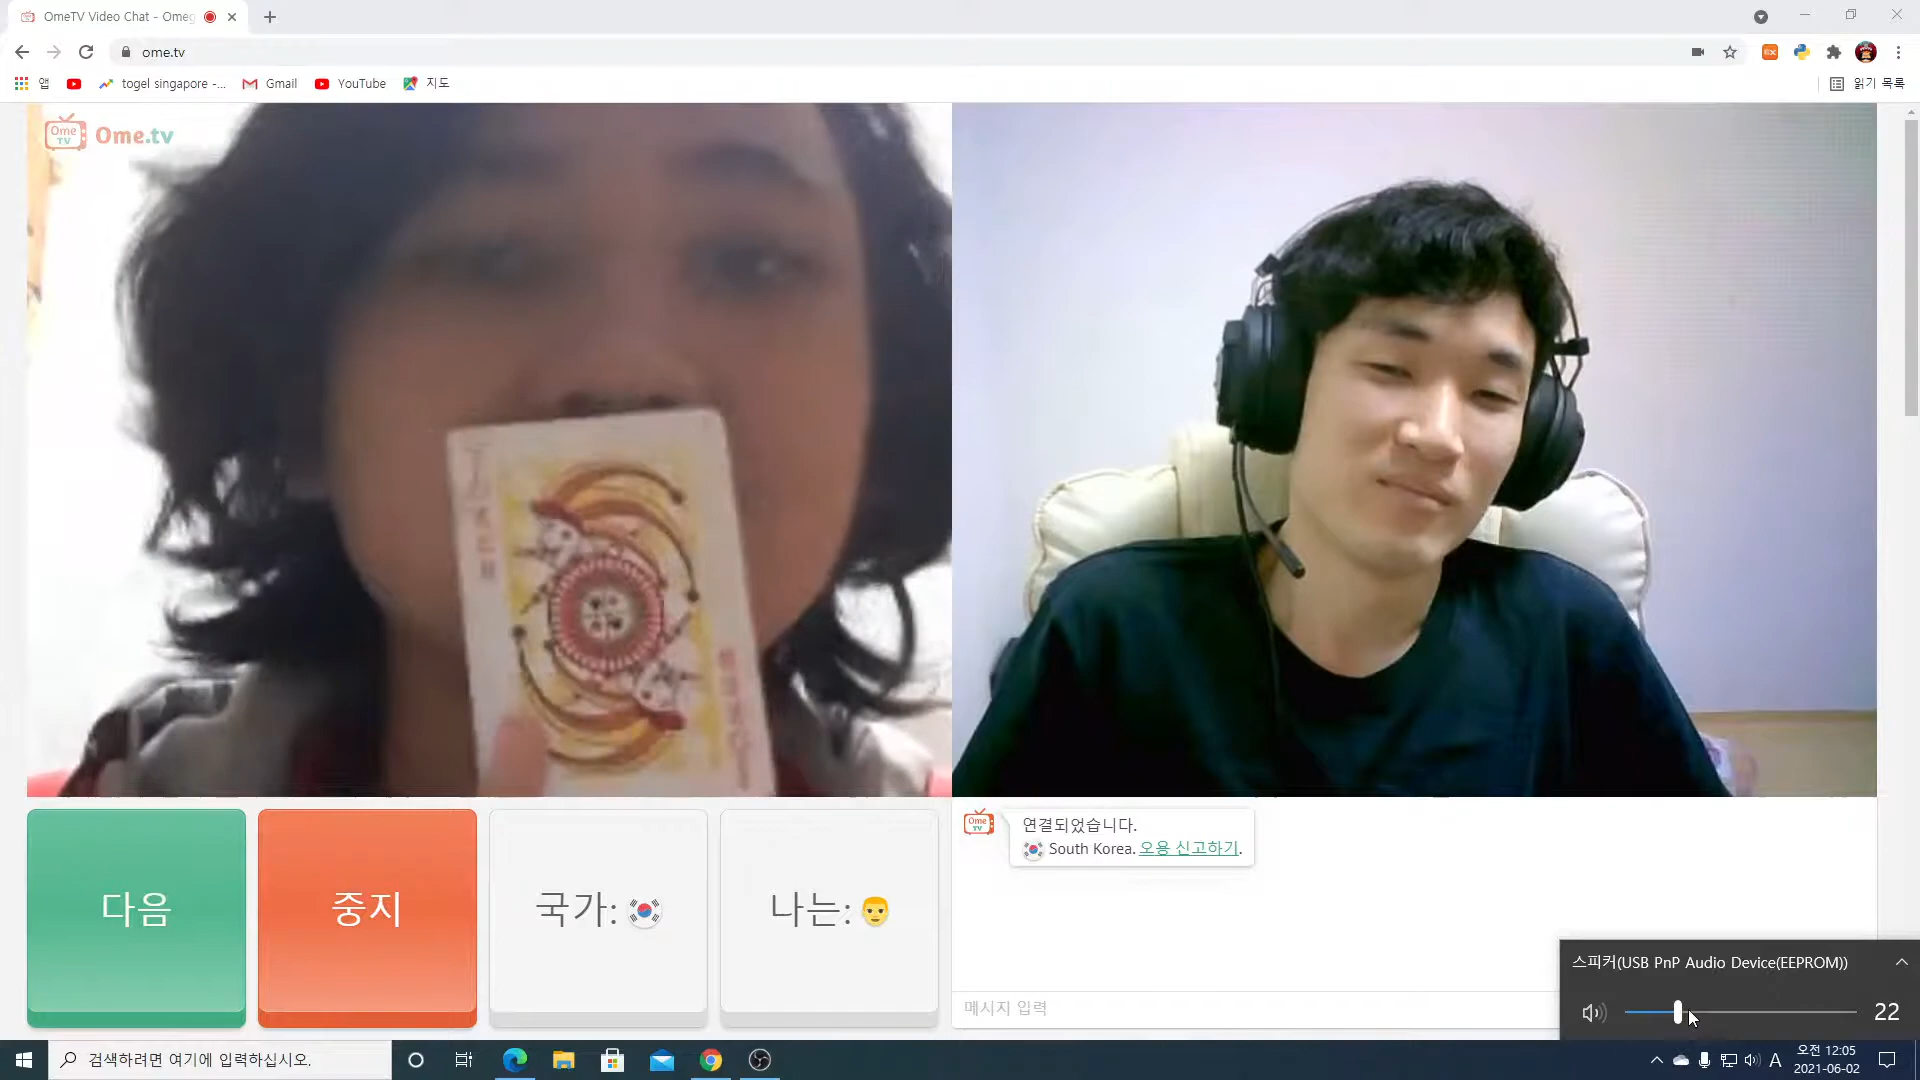 OmeTV Video Chat - Omeg
ome.tv
앱
togel singapore -...
Gmail
YouTube
지도
읽기 목록
Ome TV
Ome.tv
다음
중지
국가:
나는:
Ome TV
연결되었습니다.
South Korea. 오용 신고하기.
메시지 입력
스피커(USB PnP Audio Device(EEPROM))
22
검색하려면 여기에 입력하십시오.
A
오전 12:05
2021-06-02